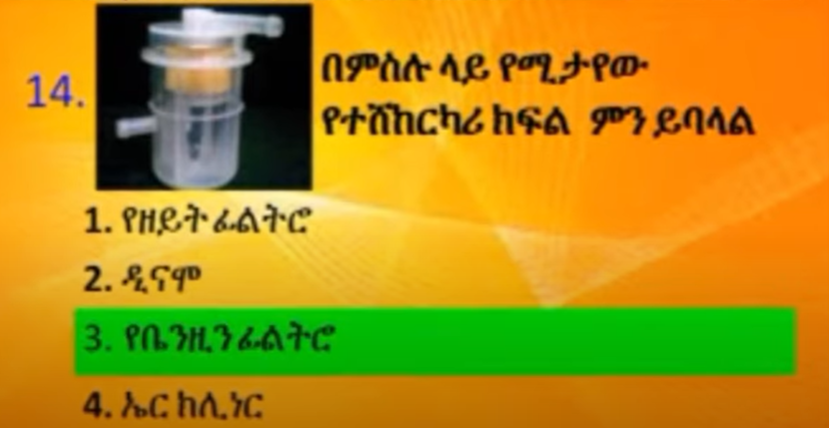 14.
በምስሉ ላይ የሚታየው
የተሽከርካሪ ክፍል ምን ይባላል
1. የዘይት ፊልትሮ
2. ዲናሞ
3. የቤንዚን ፊልትሮ
4. ኤር ክሊነር